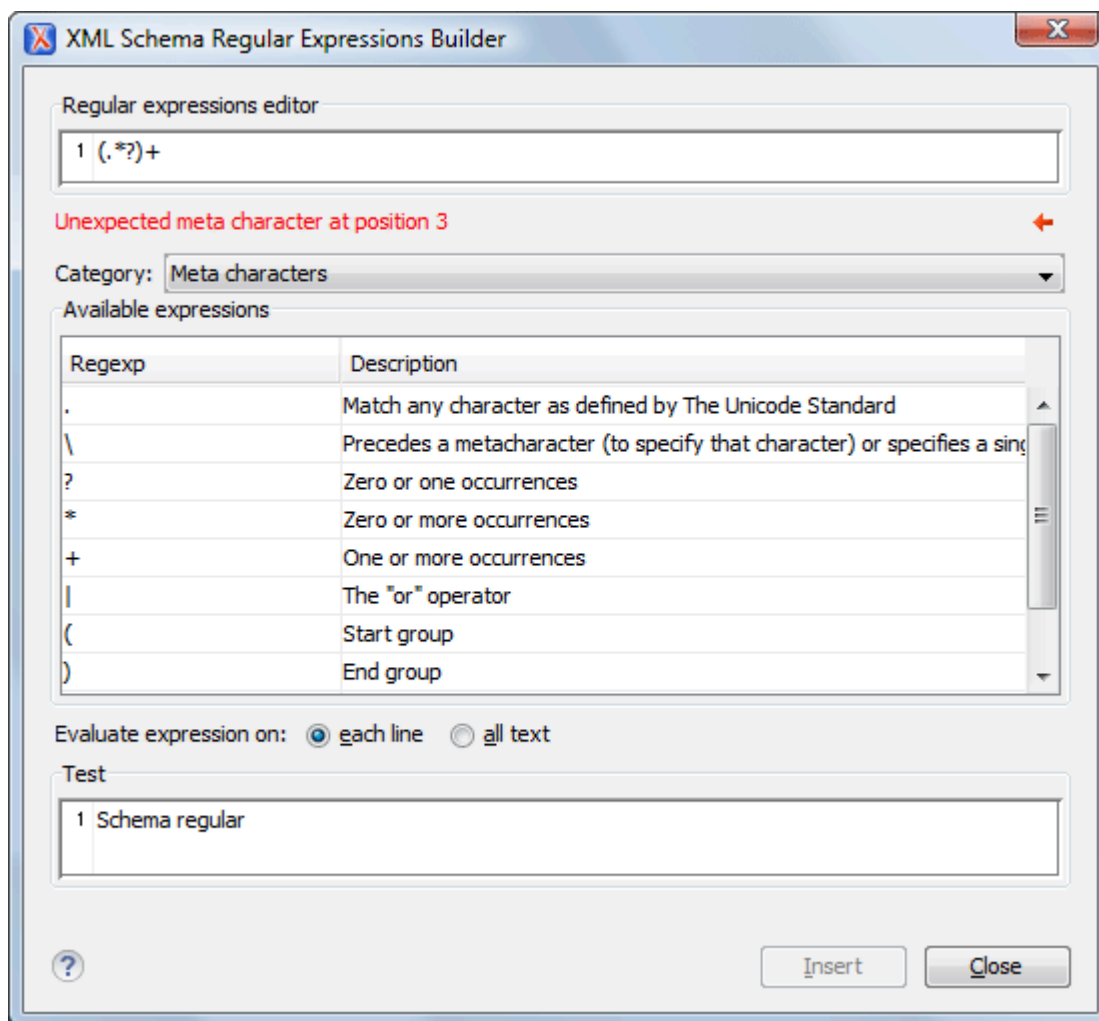 XML Schema Regular Expressions Builder
Regular expressions editor
1 (.*?)+
Unexpected meta character at position 3
Category: Meta characters
Available expressions
Regexp Description
. Match any character as defined by The Unicode Standard
\ Precedes a metacharacter (to specify that character) or specifies a sing
? Zero or one occurrences
* Zero or more occurrences
+ One or more occurrences
| The "or" operator
( Start group
) End group
Evaluate expression on: each line all text
Test
1 Schema regular
? Insert Close